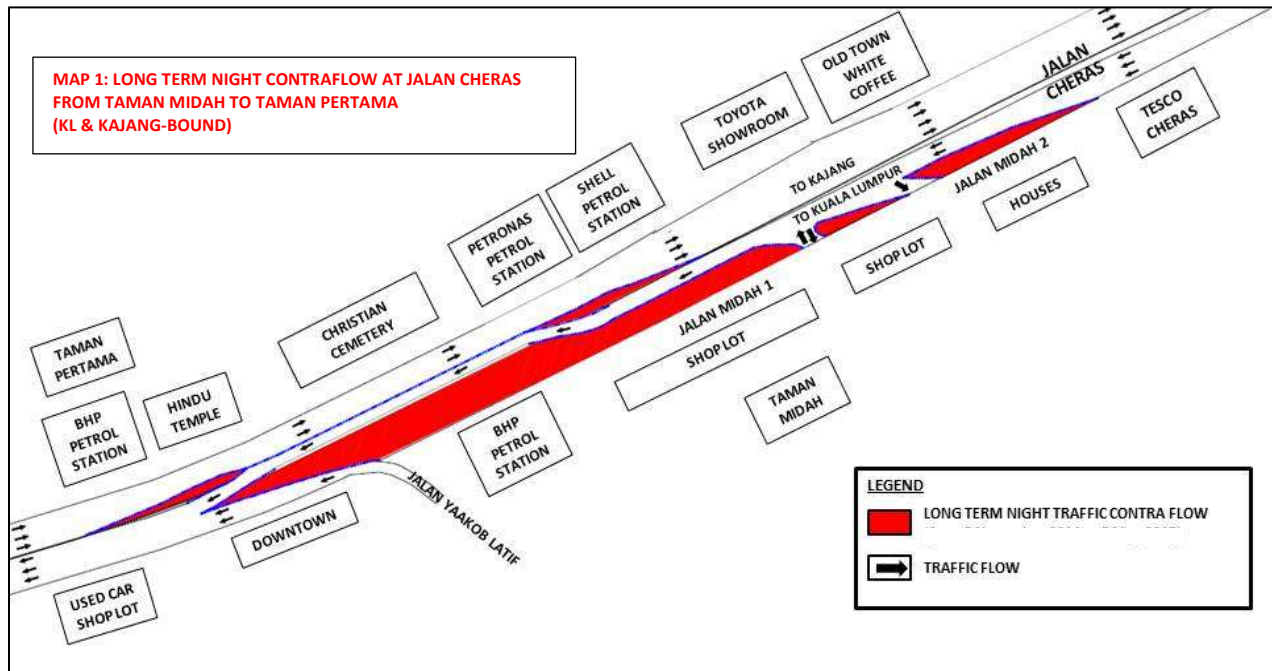 MAP 1: LONG TERM NIGHT CONTRAFLOW AT JALAN CHERAS
FROM TAMAN MIDAH TO TAMAN PERTAMA
(KL & KAJANG-BOUND)
OLD TOWN
WHITE
COFFEE
TOYOTA
SHOWROOM
JALAN
CHERAS
TESCO
CHERAS
SHELL
PETROL
STATION
PETRONAS
PETROL
STATION
TO KAJANG
TO KUALA LUMPUR
JALAN MIDAH 2
HOUSES
SHOP LOT
CHRISTIAN
CEMETERY
JALAN MIDAH 1
SHOP LOT
TAMAN
MIDAH
TAMAN
PERTAMA
BHP
PETROL
STATION
HINDU
TEMPLE
BHP
PETROL
STATION
JALAN YAAKOB LATIF
DOWNTOWN
USED CAR
SHOP LOT
LEGEND
LONG TERM NIGHT TRAFFIC CONTRA FLOW
TRAFFIC FLOW